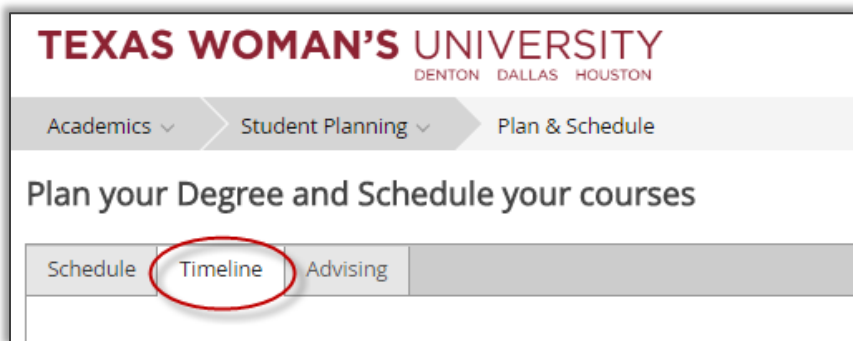 TEXAS WOMAN'S UNIVERSITY
DENTON DALLAS HOUSTON
Academics Student Planning Plan & Schedule
Plan your Degree and Schedule your courses
Schedule Timeline Advising